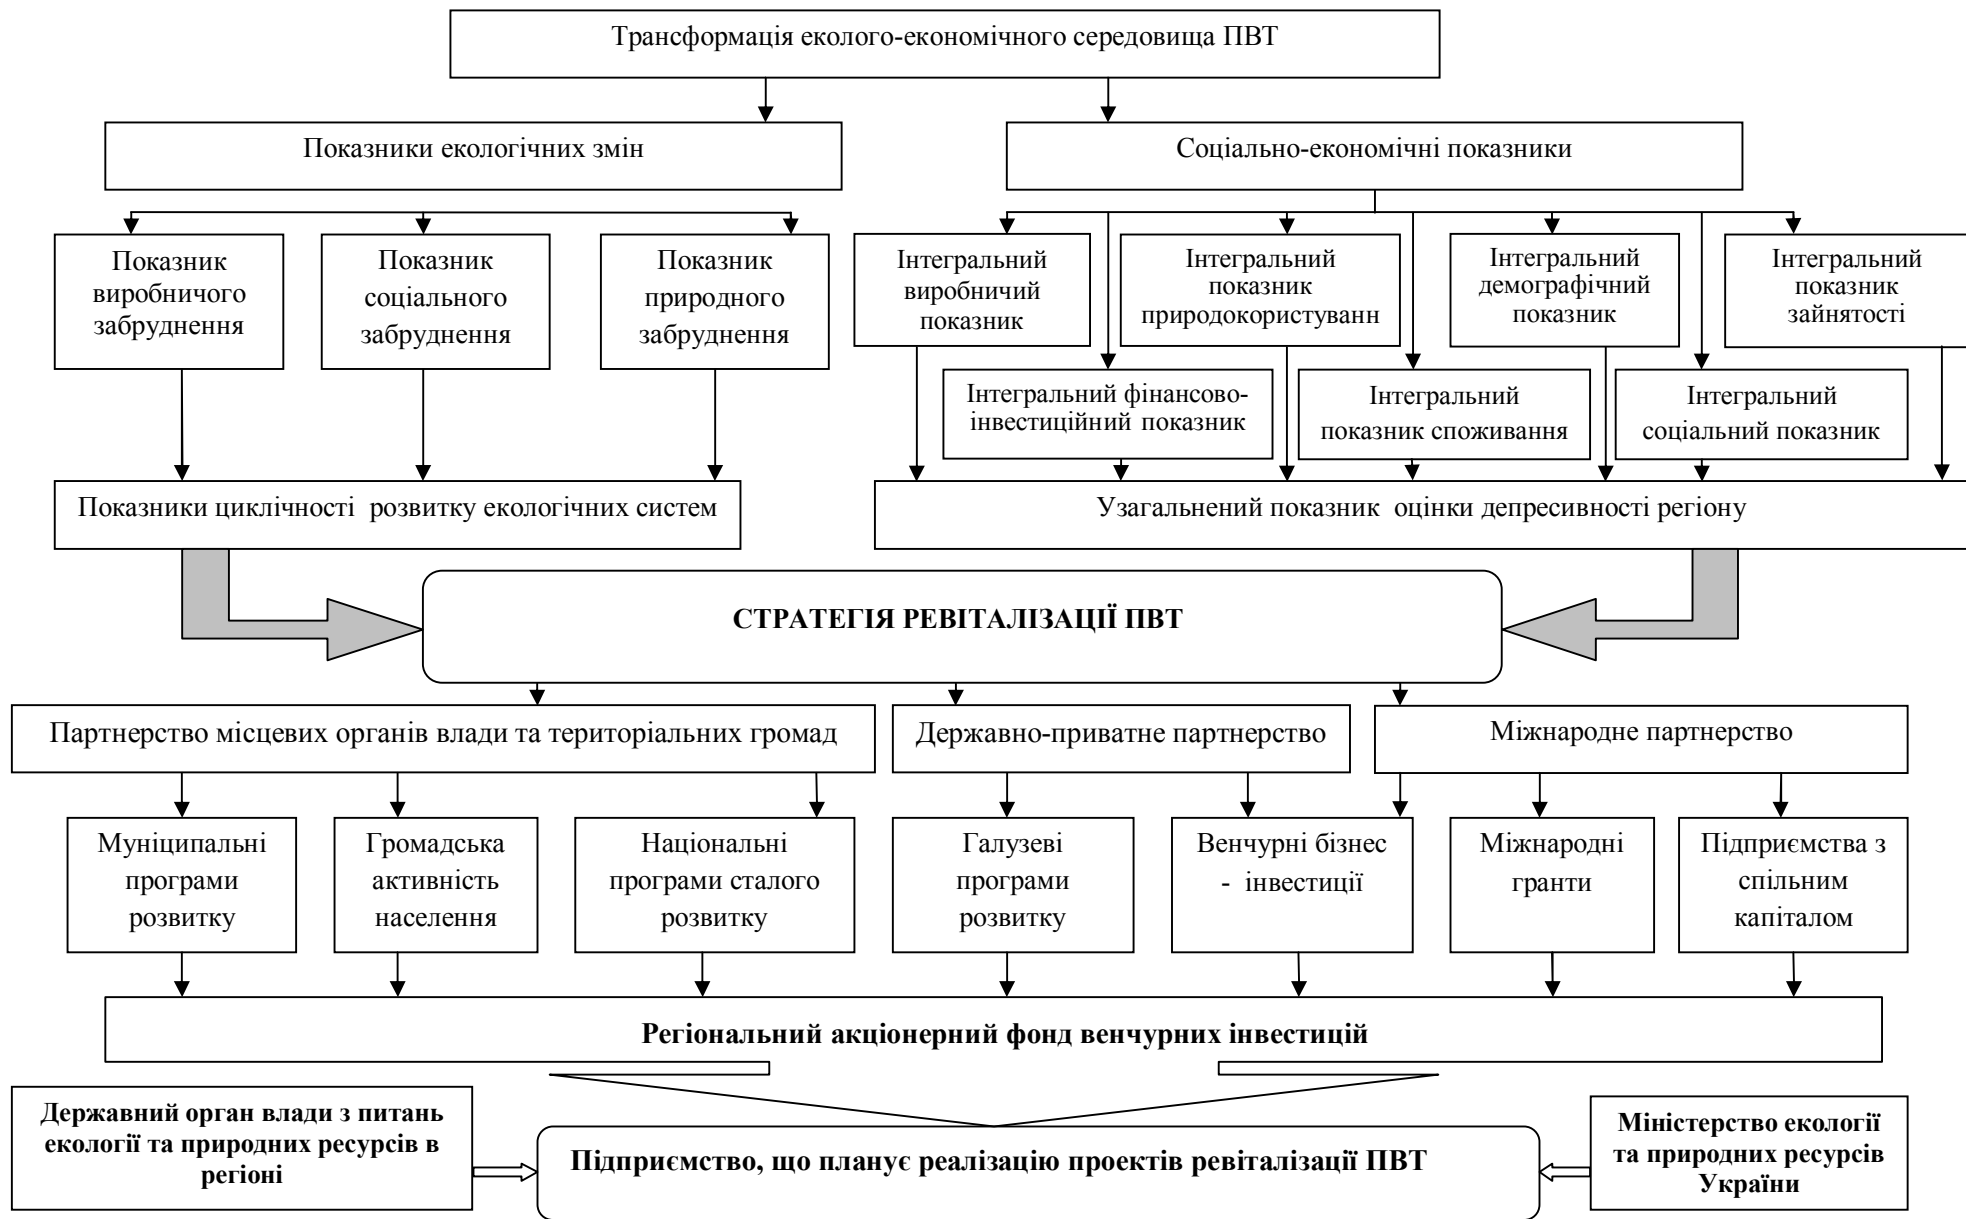 Трансформація еколого-економічного середовища ПВТ
Показники екологічних змін
Соціально-економічні показники
Показник
виробничого
забруднення
Показник
соціального
забруднення
Показник
природного
забруднення
Інтегральний
виробничий
показник
Інтегральний
показник
природокористуванн
Інтегральний
демографічний
показник
Інтегральний
показник
зайнятості
Інтегральний фінансово-
інвестиційний показник
Інтегральний
показник споживання
Інтегральний
соціальний показник
Показники циклічності розвитку екологічних систем
Узагальнений показник оцінки депресивності регіону
СТРАТЕГІЯ РЕВІТАЛІЗАЦІЇ ПВТ
Партнерство місцевих органів влади та територіальних громад
Державно-приватне партнерство
Міжнародне партнерство
Муніципальні
програми
розвитку
Громадська
активність
населення
Національні
програми сталого
розвитку
Галузеві
програми
розвитку
Венчурні бізнес
- інвестиції
Міжнародні
гранти
Підприємства з
спільним
капіталом
Регіональний акціонерний фонд венчурних інвестицій
Державний орган влади з питань
екології та природних ресурсів в
регіоні
Підприємство, що планує реалізацію проектів ревіталізації ПВТ
Міністерство екології
та природних ресурсів
України